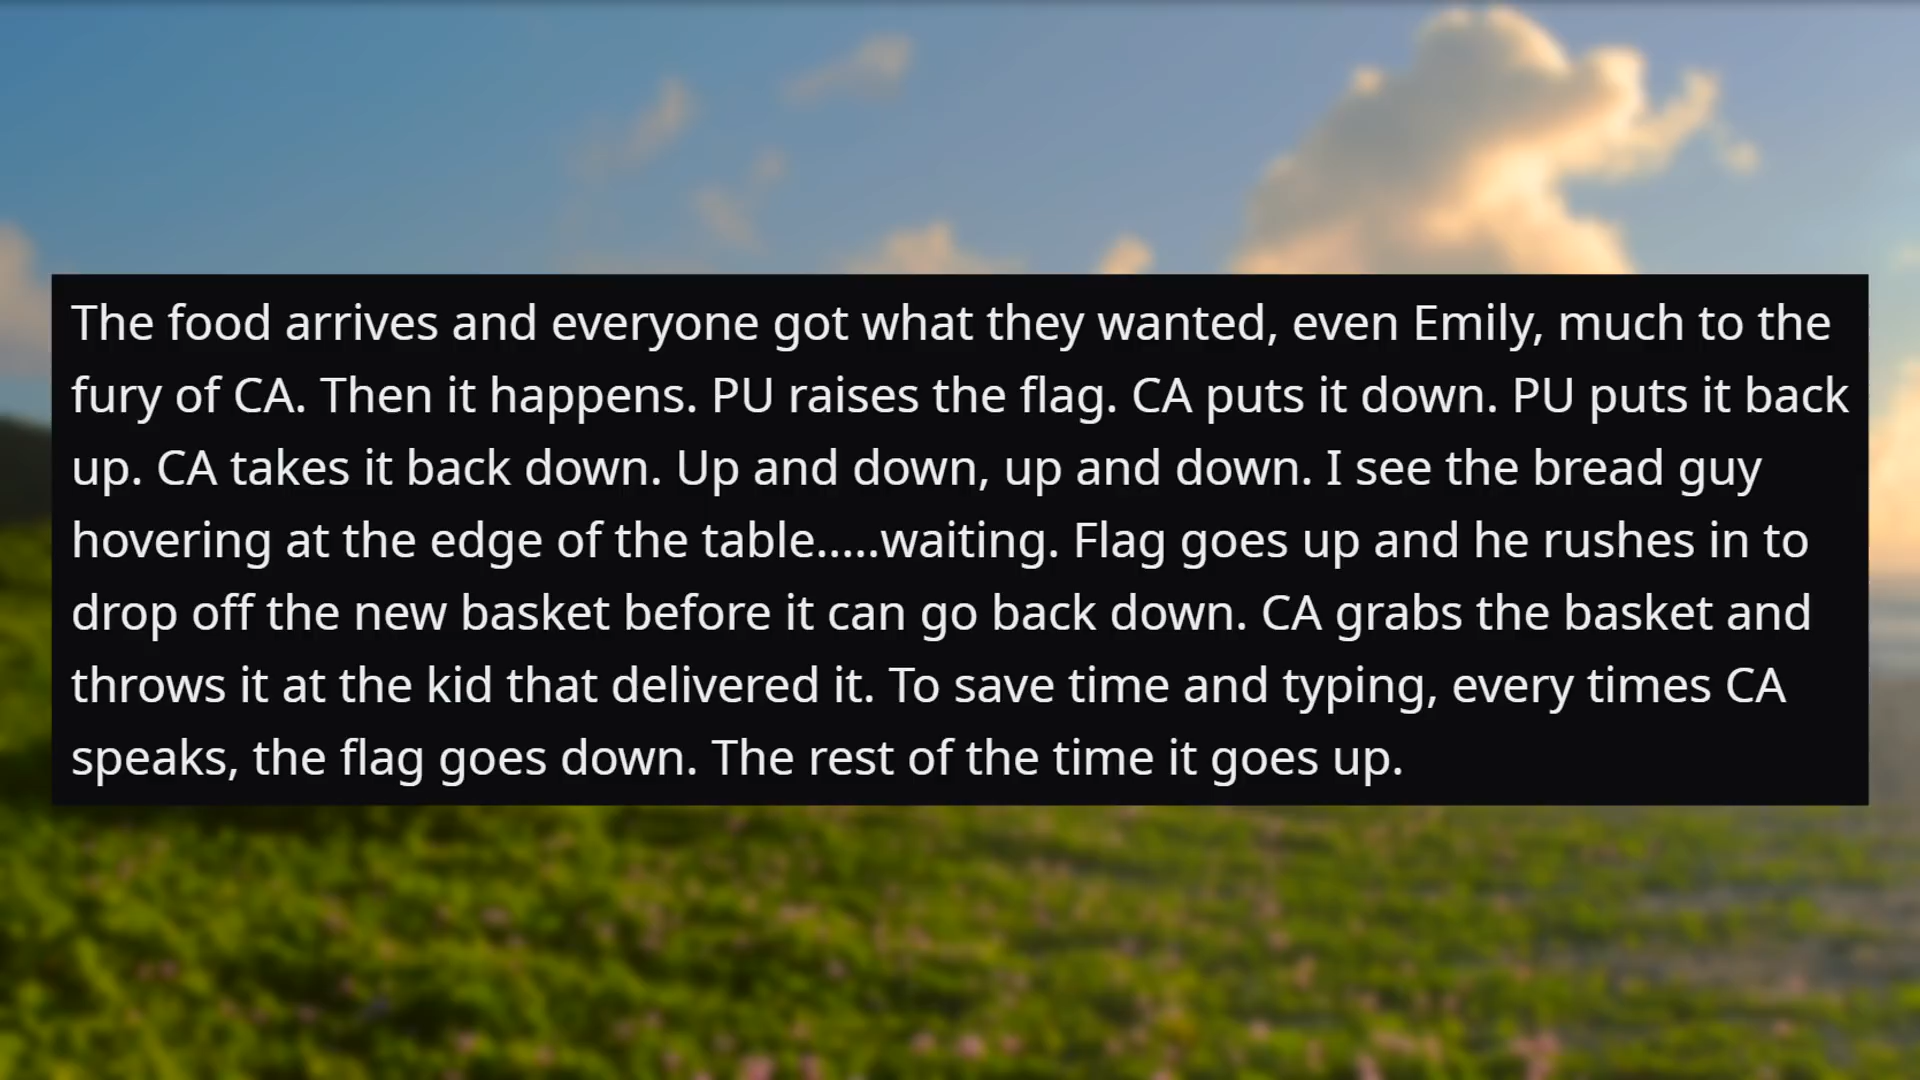 The food arrives and everyone got what they wanted, even Emily, much to the
fury of CA. Then it happens. PU raises the flag. CA puts it down. PU puts it back
up. CA takes it back down. Up and down, up and down. I see the bread guy
hovering at the edge of the table.....waiting. Flag goes up and he rushes in to
drop off the new basket before it can go back down. CA grabs the basket and
throws it at the kid that delivered it. To save time and typing, every times CA
speaks, the flag goes down. The rest of the time it goes up.